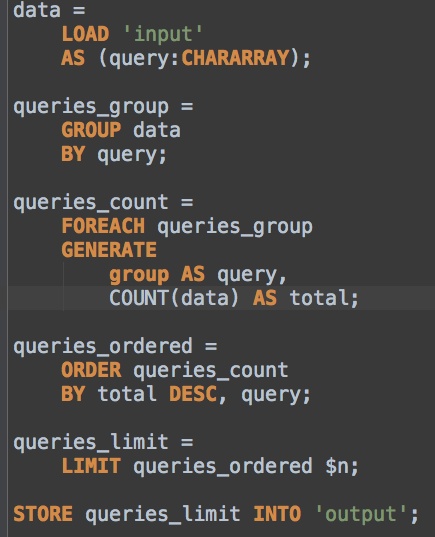 data =
LOAD 'input'
AS (query:CHARARRAY);
queries_group =
GROUP data
BY query;
queries_count =
FOREACH queries_group
GENERATE
group AS query,
COUNT(data) AS total;
queries_ordered =
ORDER queries_count
BY total DESC, query;
queries_limit =
LIMIT queries_ordered $n;
STORE queries_limit INTO 'output';